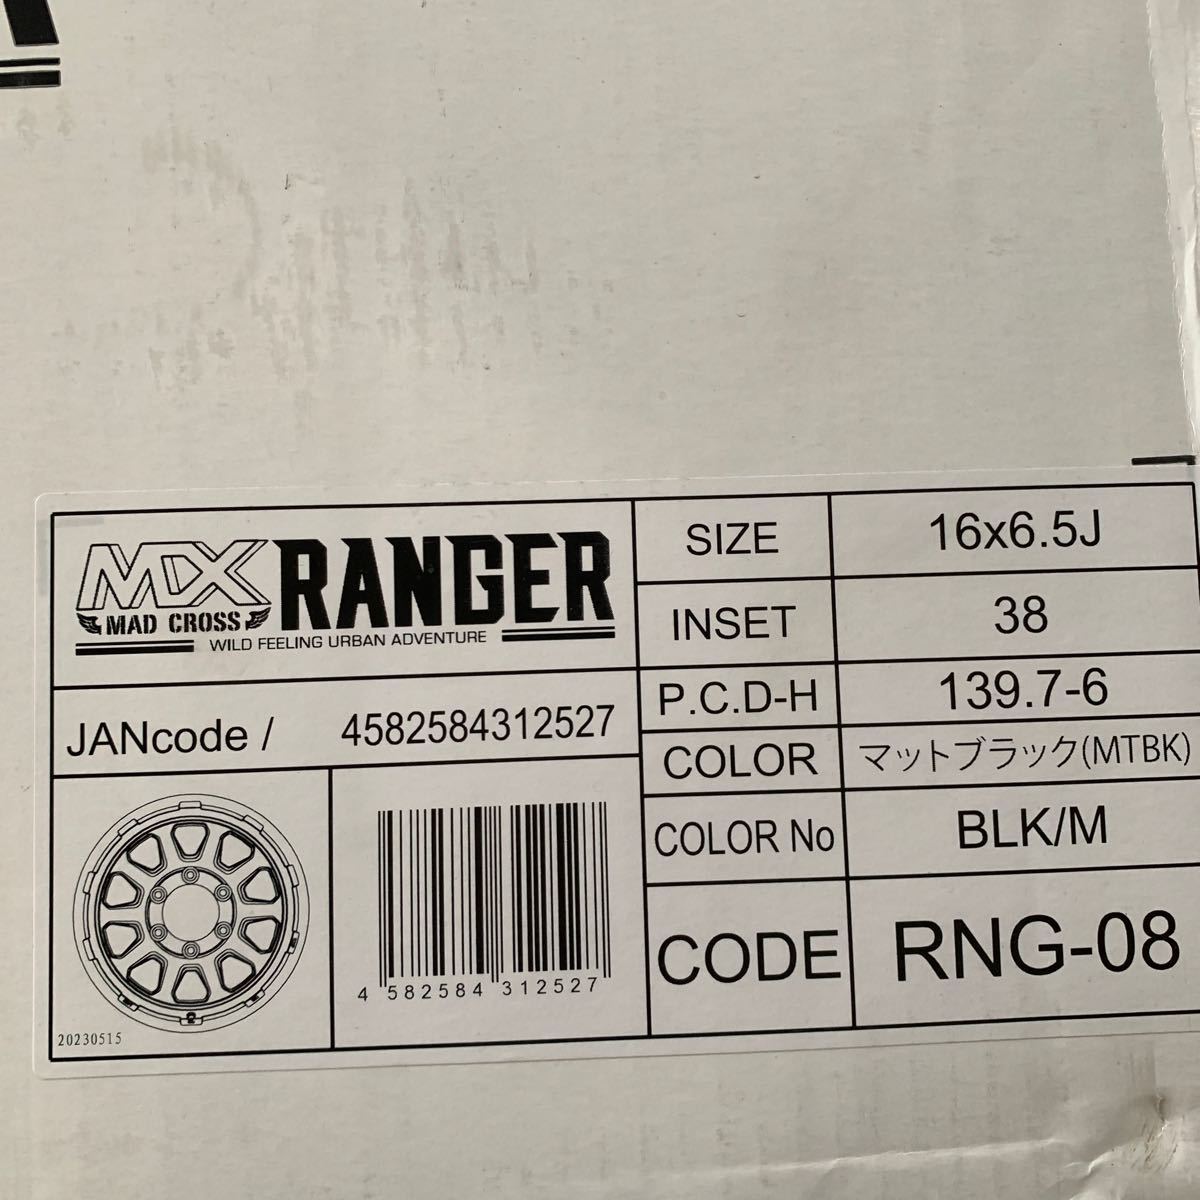 MX RANGER
MAD CROSS
WILD FEELING URBAN ADVENTURE
JANcode / 4582584312527
4 582584 312527
20230515
SIZE 16x6.5J
INSET 38
P.C.D-H 139.7-6
COLOR マットブラック(MTBK)
COLOR No BLK/M
CODE RNG-08